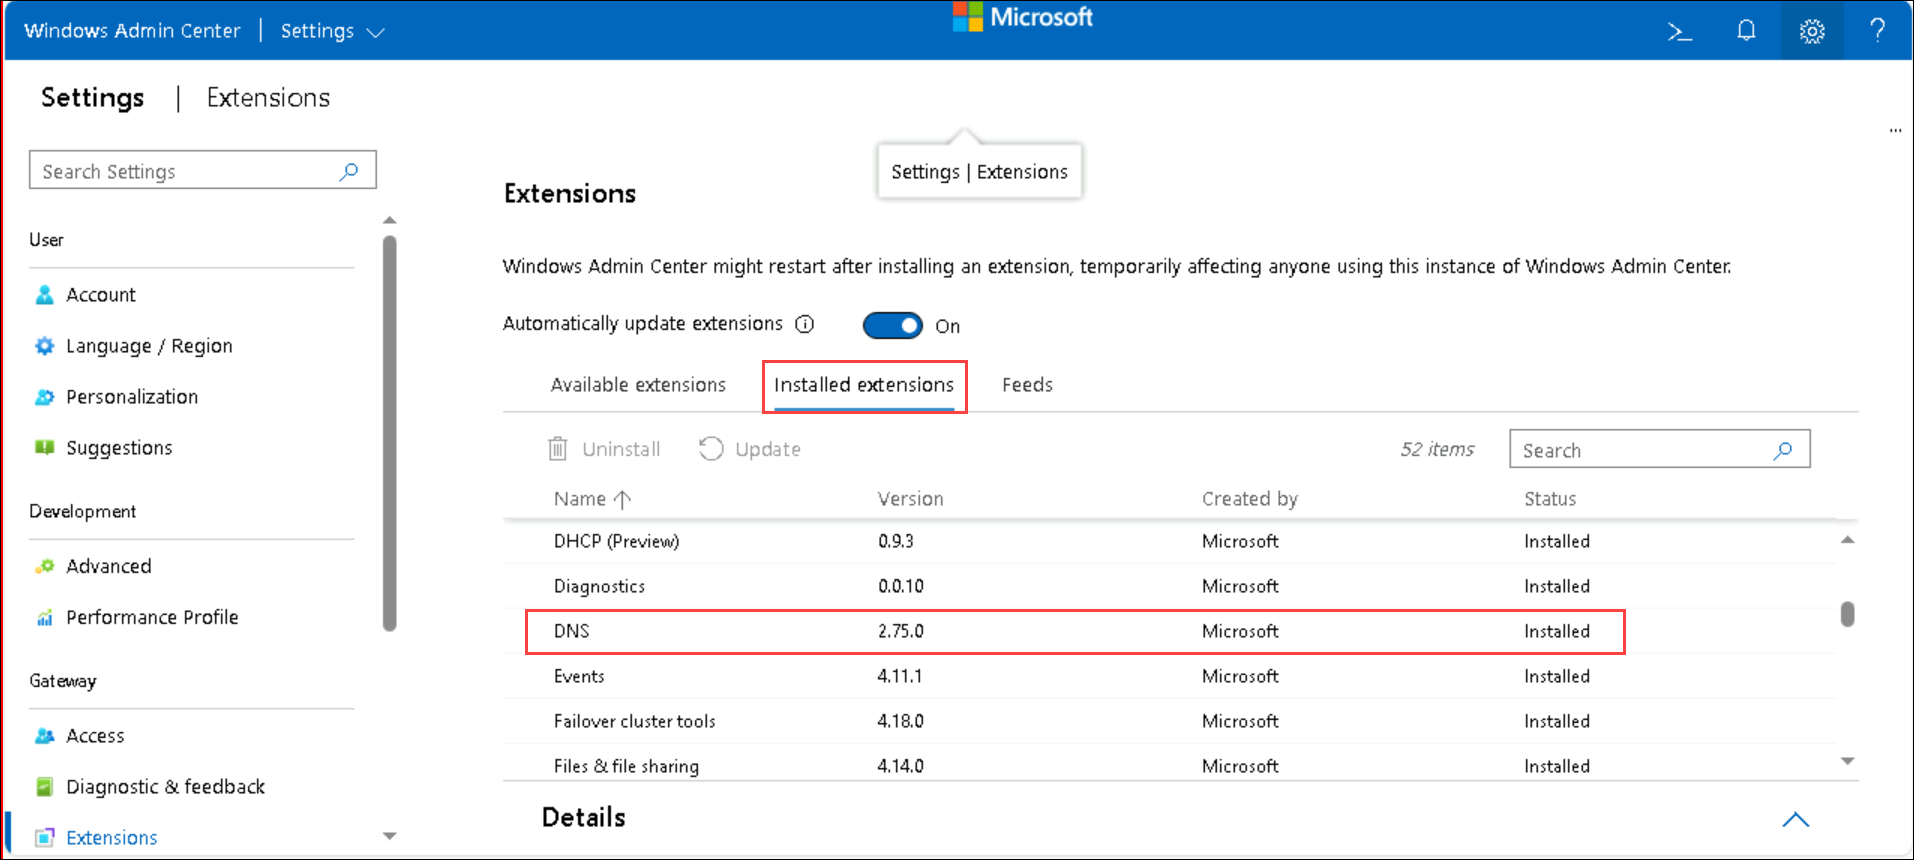 Windows Admin Center | Settings
Microsoft
?
Settings | Extensions
...
Search Settings
Settings | Extensions
User
Account
Language / Region
Personalization
Suggestions
Development
Advanced
Performance Profile
Gateway
Access
Diagnostic & feedback
Extensions
Extensions
Windows Admin Center might restart after installing an extension, temporarily affecting anyone using this instance of Windows Admin Center.
Automatically update extensions On
Available extensions Installed extensions Feeds
Uninstall Update 52 items Search
Name Version Created by Status
DHCP (Preview) 0.9.3 Microsoft Installed
Diagnostics 0.0.10 Microsoft Installed
DNS 2.75.0 Microsoft Installed
Events 4.11.1 Microsoft Installed
Failover cluster tools 4.18.0 Microsoft Installed
Files & file sharing 4.14.0 Microsoft Installed
Details